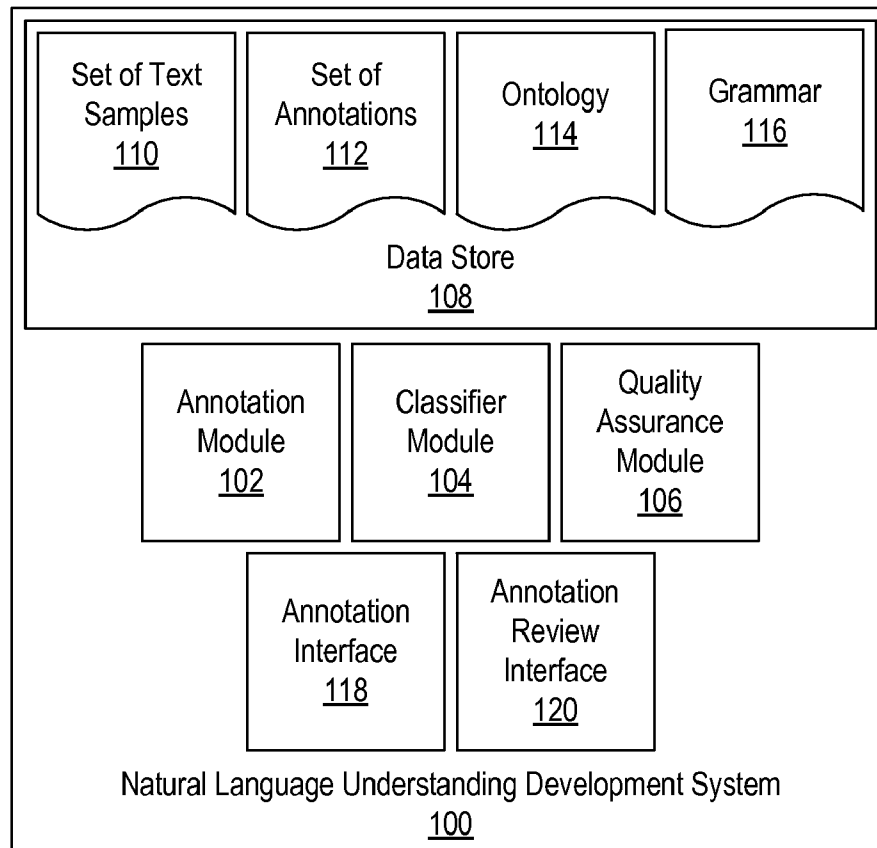 Set of Text
Samples
110
Set of
Annotations
112
Ontology
114
Grammar
116
Data Store
108
Annotation
Module
102
Classifier
Module
104
Quality
Assurance
Module
106
Annotation
Interface
118
Annotation
Review
Interface
120
Natural Language Understanding Development System
100